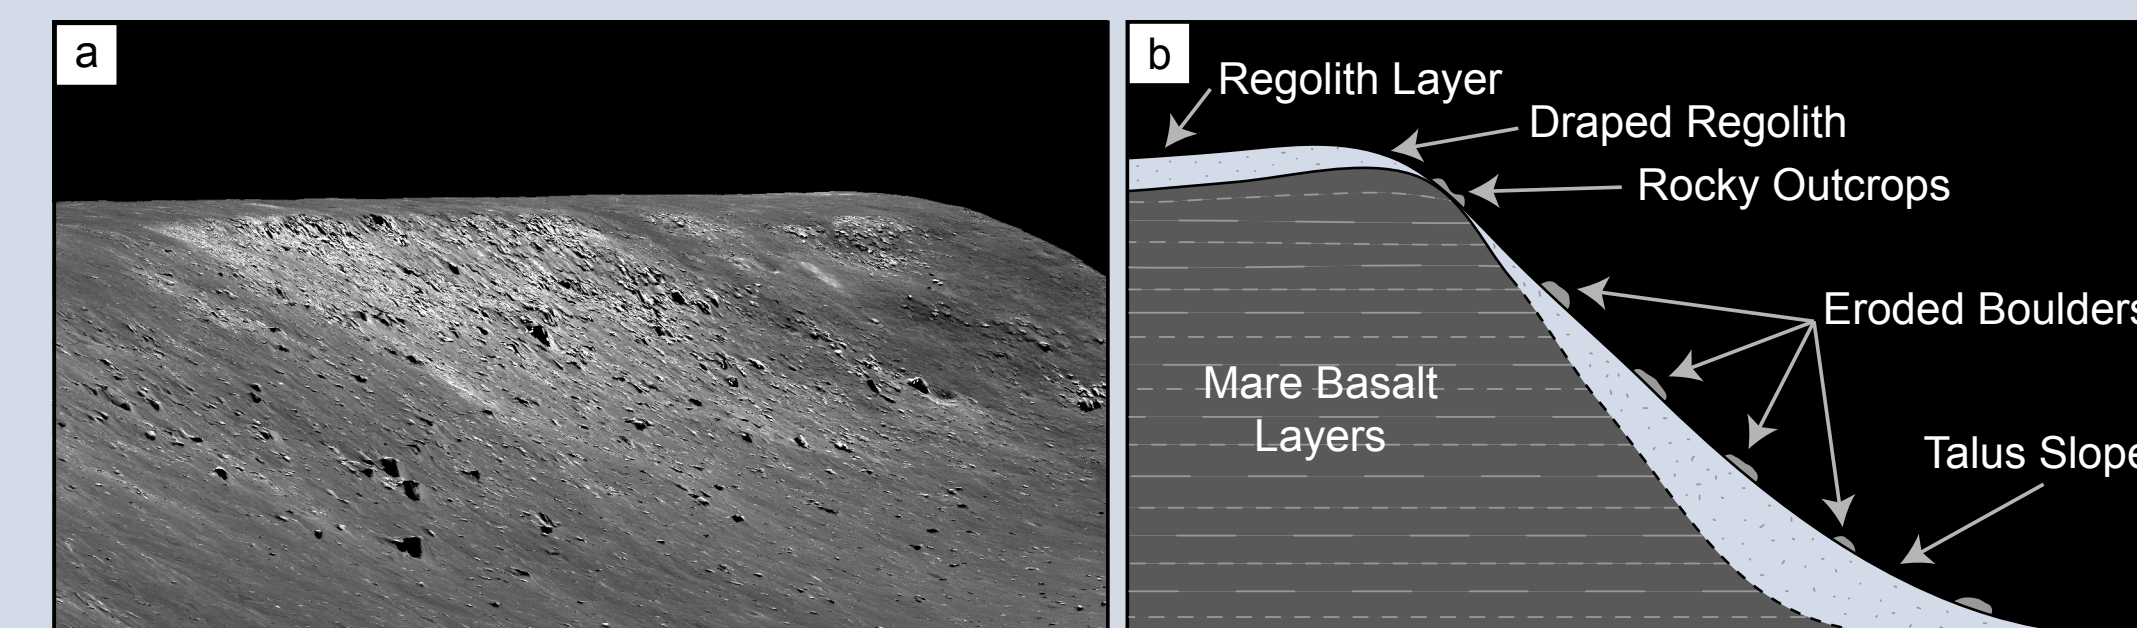 a
b
Regolith Layer
Draped Regolith
Rocky Outcrops
Eroded Boulders
Mare Basalt
Layers
Talus Slope